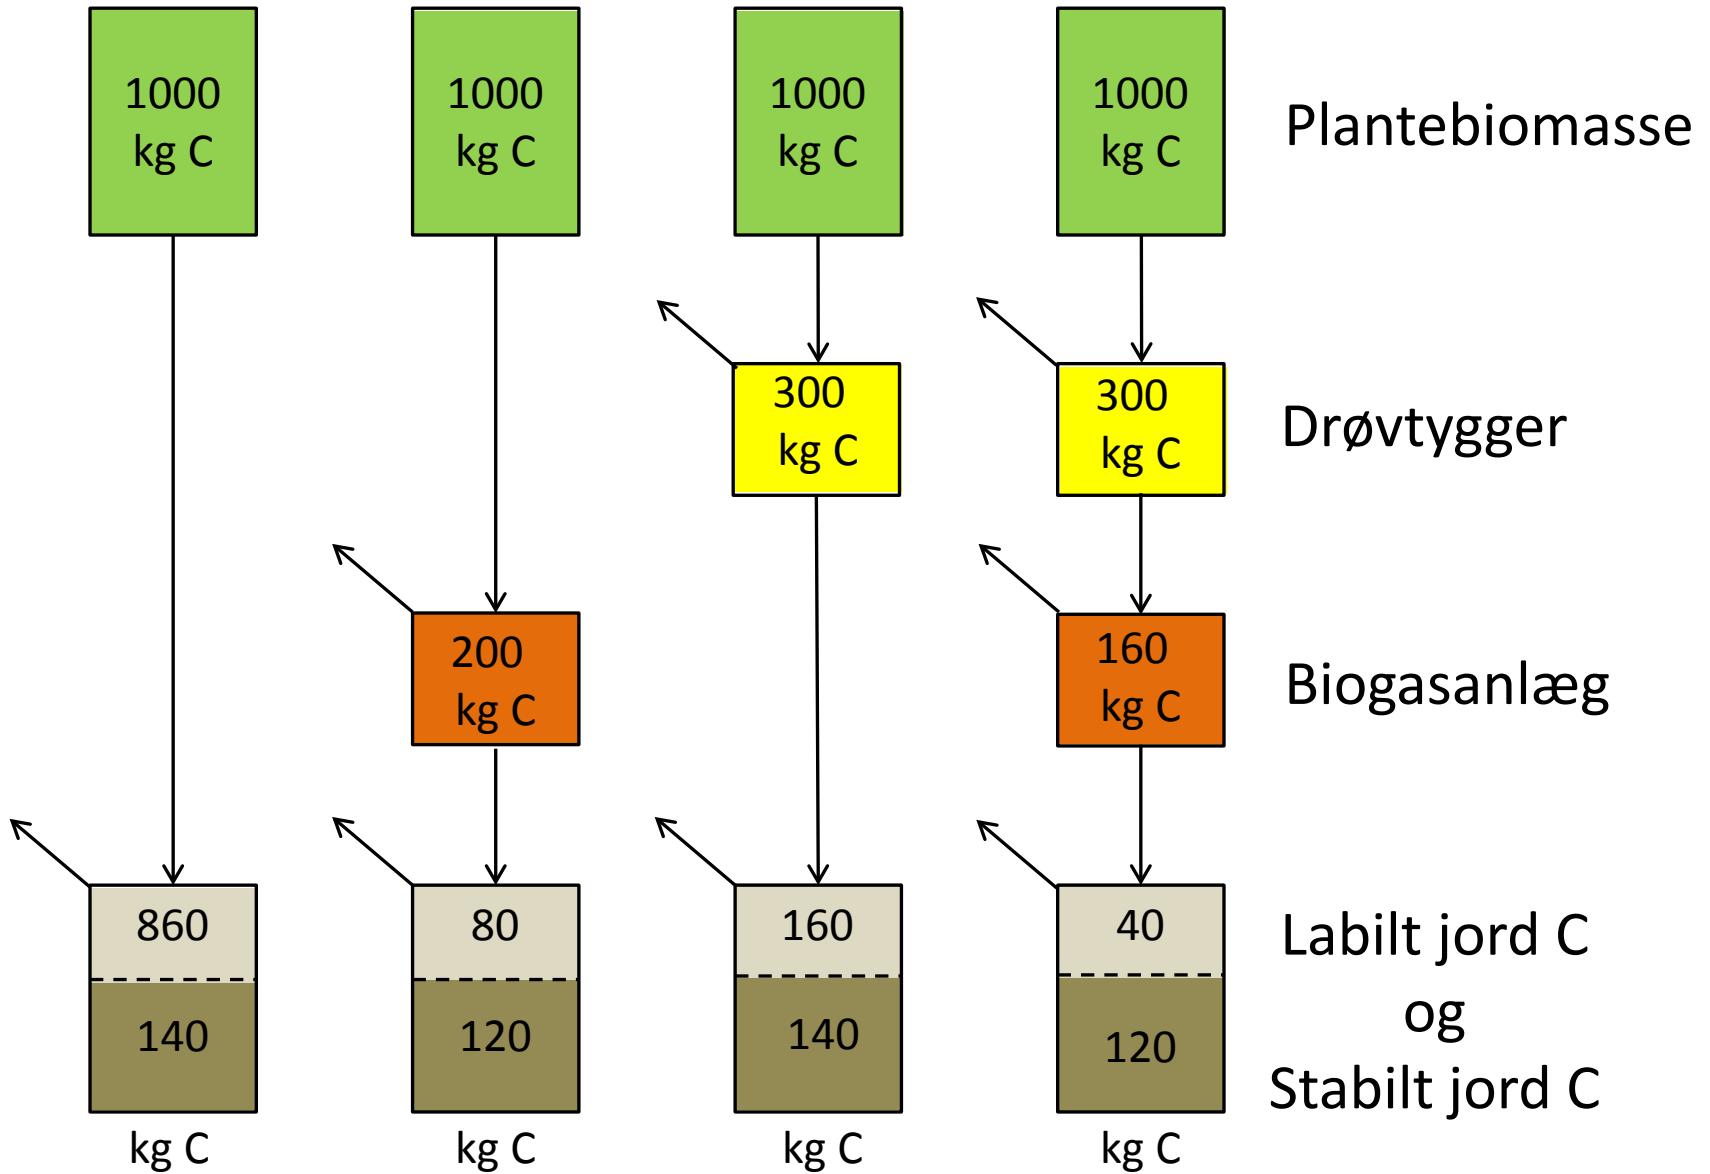 1000
kg C
1000
kg C
1000
kg C
1000
kg C
Plantebiomasse
300
kg C
300
kg C
Drøvtygger
200
kg C
160
kg C
Biogasanlæg
860
80
160
40
Labilt jord C
og
140
120
140
120
Stabilt jord C
kg C
kg C
kg C
kg C